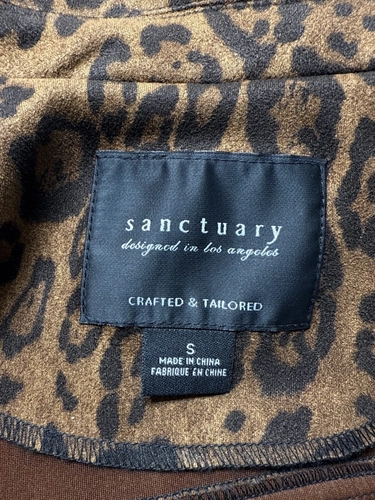 sanctuary
designed in los angeles
CRAFTED & TAILORED
S
MADE IN CHINA
FABRIQUE EN CHINE